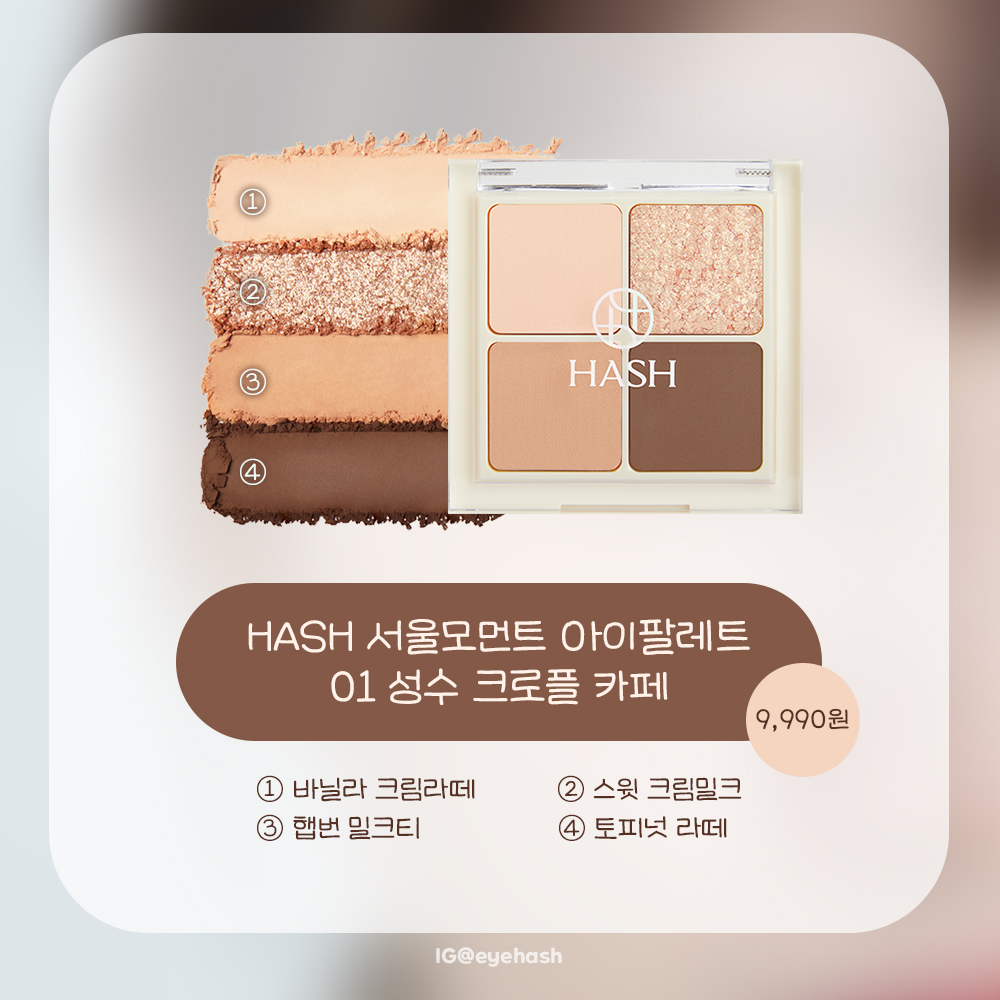 ①
②
③
④
HASH
HASH 서울모먼트 아이팔레트
01 성수 크로플 카페
9,990원
① 바닐라 크림라떼
② 스윗 크림밀크
③ 햅번 밀크티
④ 토피넛 라떼
IG@eyehash